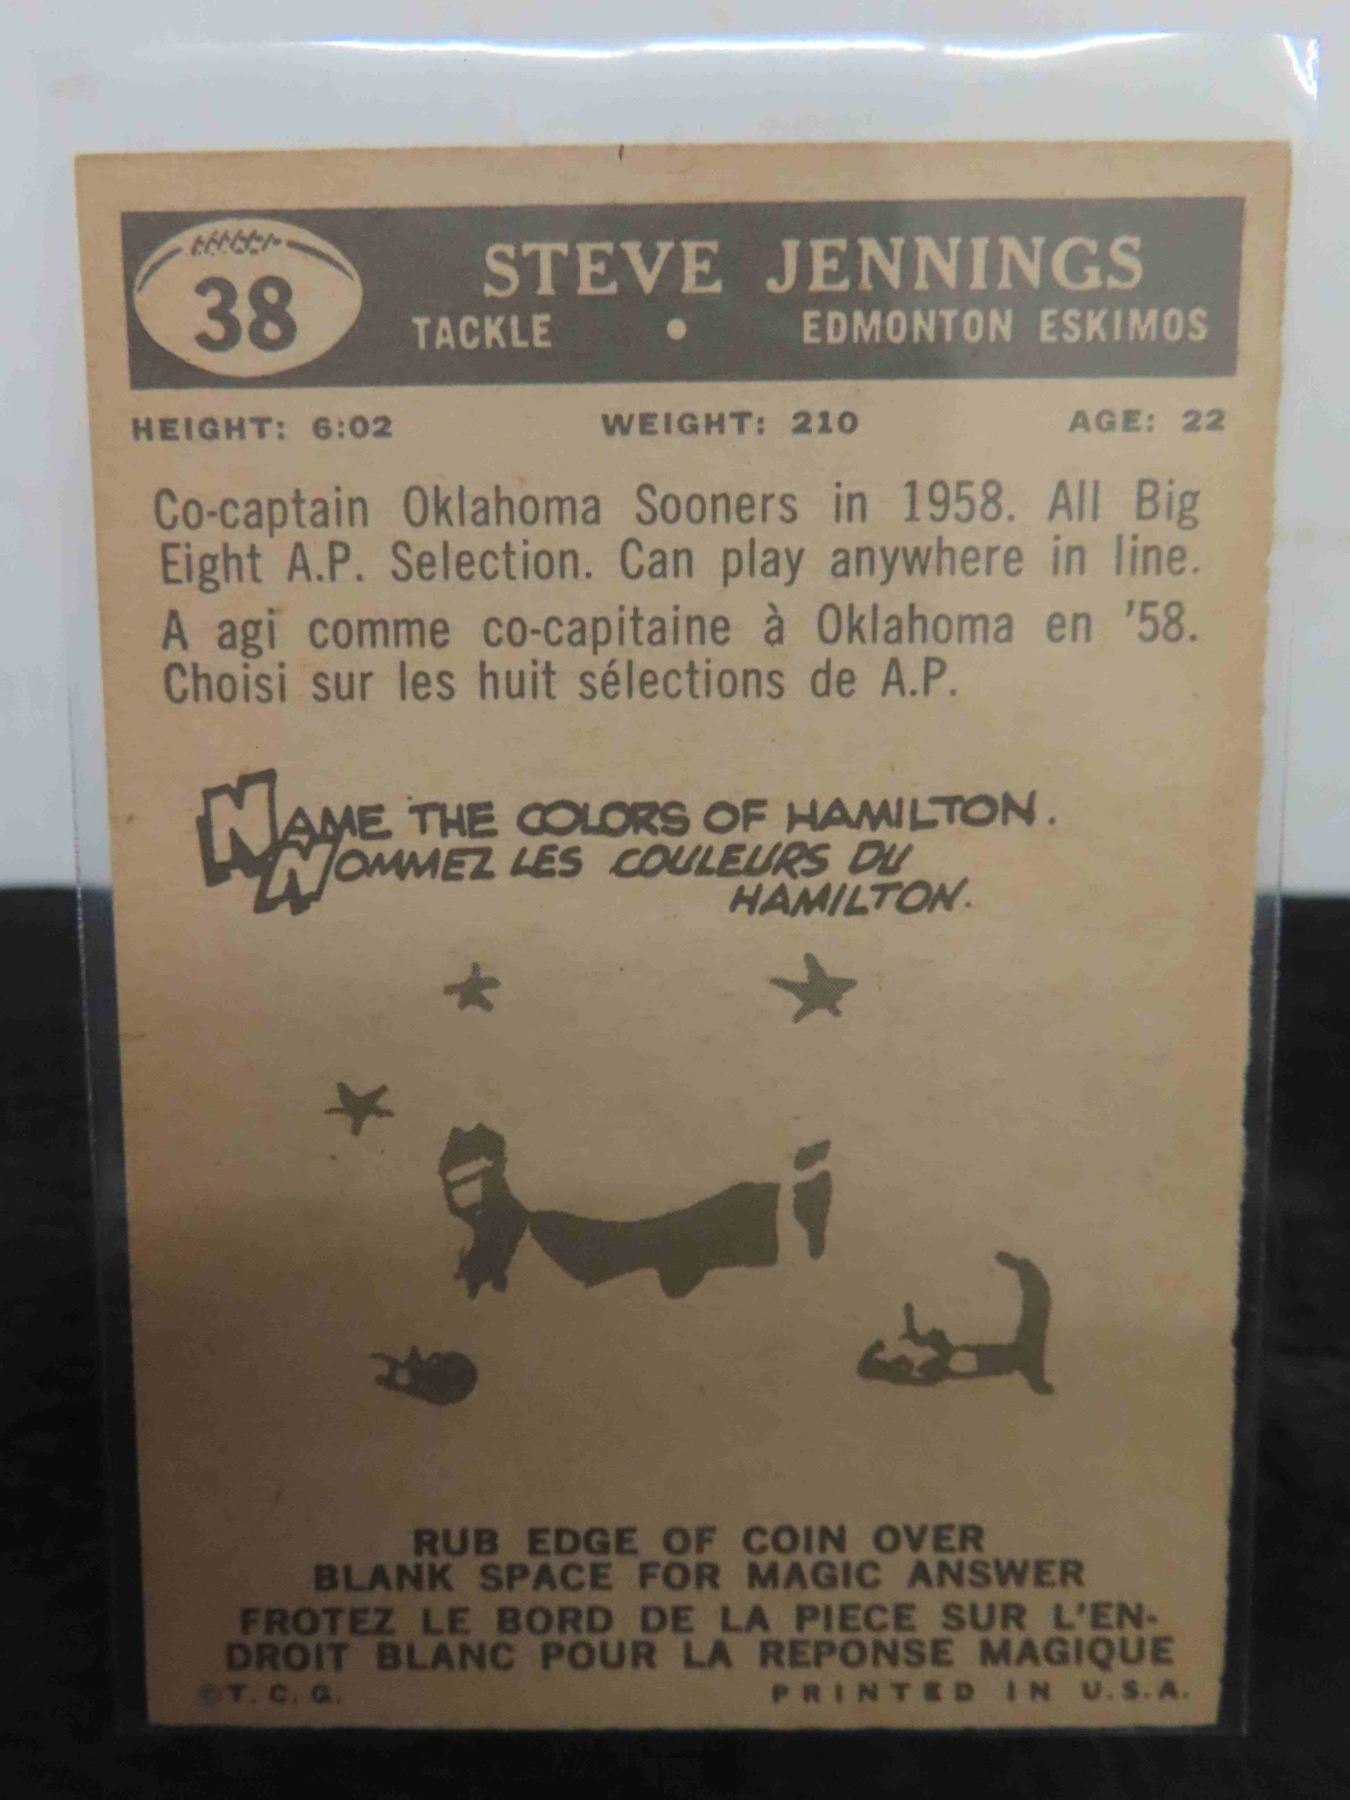 38
STEVE JENNINGS
TACKLE • EDMONTON ESKIMOS
HEIGHT: 6:02 WEIGHT: 210 AGE: 22
Co-captain Oklahoma Sooners in 1958. All Big
Eight A.P. Selection. Can play anywhere in line.
A agi comme co-capitaine à Oklahoma en '58.
Choisi sur les huit sélections de A.P.
NAME THE COLORS OF HAMILTON.
NOMMEZ LES COULEURS DU
HAMILTON.
RUB EDGE OF COIN OVER
BLANK SPACE FOR MAGIC ANSWER
FROTEZ LE BORD DE LA PIECE SUR L'EN-
DROIT BLANC POUR LA REPONSE MAGIQUE
©T. C. G. PRINTED IN U.S.A.